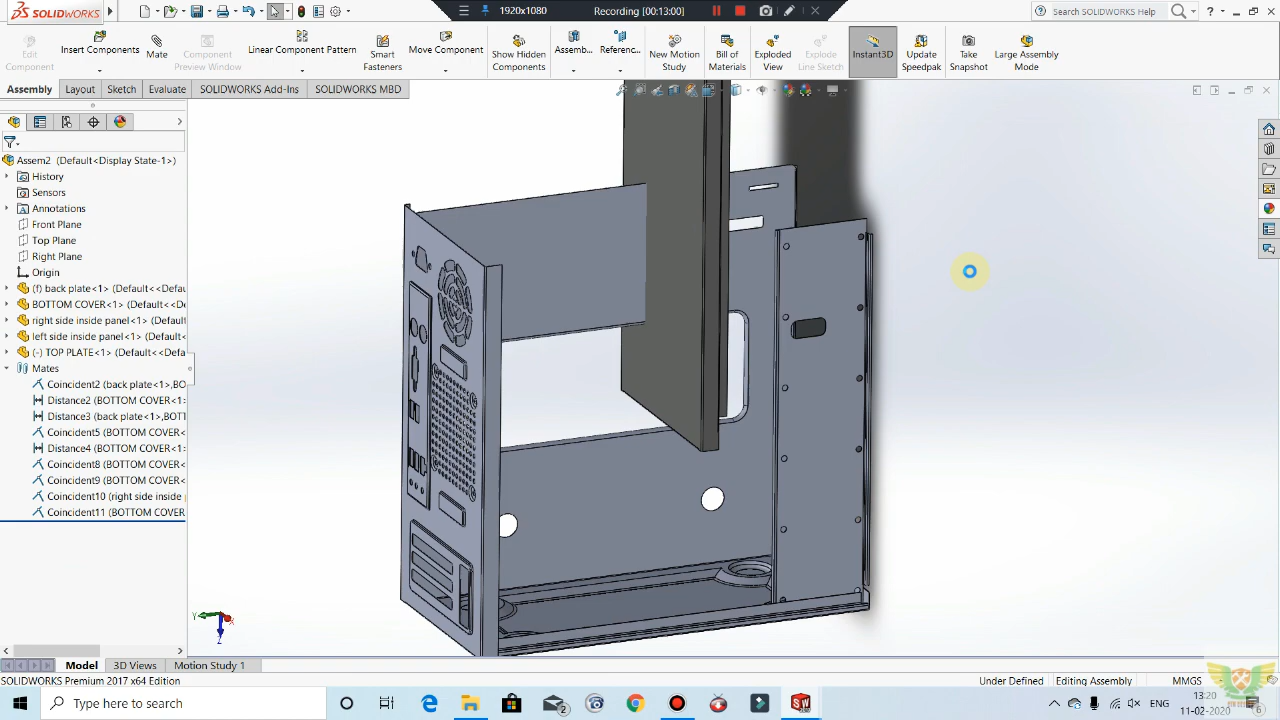 SOLIDWORKS
1920x1080
Recording [00:13:00]
Search SOLIDWORKS Help
Edit Component
Insert Components
Mate
Component Preview Window
Linear Component Pattern
Smart Fasteners
Move Component
Show Hidden Components
Assemb...
Referenc...
New Motion Study
Bill of Materials
Exploded View
Explode Line Sketch
Instant3D
Update Speedpak
Take Snapshot
Large Assembly Mode
Assembly
Layout
Sketch
Evaluate
SOLIDWORKS Add-Ins
SOLIDWORKS MBD
Assem2 (Default<Display State-1>)
History
Sensors
Annotations
Front Plane
Top Plane
Right Plane
Origin
(f) back plate<1> (Default<<Def
BOTTOM COVER<1> (Default<<
right side inside panel<1> (Defa
left side inside panel<1> (Defau
(-) TOP PLATE<1> (Default<<Defa
Mates
Coincident2 (back plate<1>,BO
Distance2 (BOTTOM COVER<1
Distance3 (back plate<1>,BOTT
Coincident5 (BOTTOM COVER<
Distance4 (BOTTOM COVER<1>
Coincident8 (BOTTOM COVER<
Coincident9 (BOTTOM COVER<
Coincident10 (right side inside p
Coincident11 (BOTTOM COVER
Y
Z
Model
3D Views
Motion Study 1
SOLIDWORKS Premium 2017 x64 Edition
Under Defined
Editing Assembly
MMGS
Type here to search
2
SW
ENG
13:20
11-02-2020
6